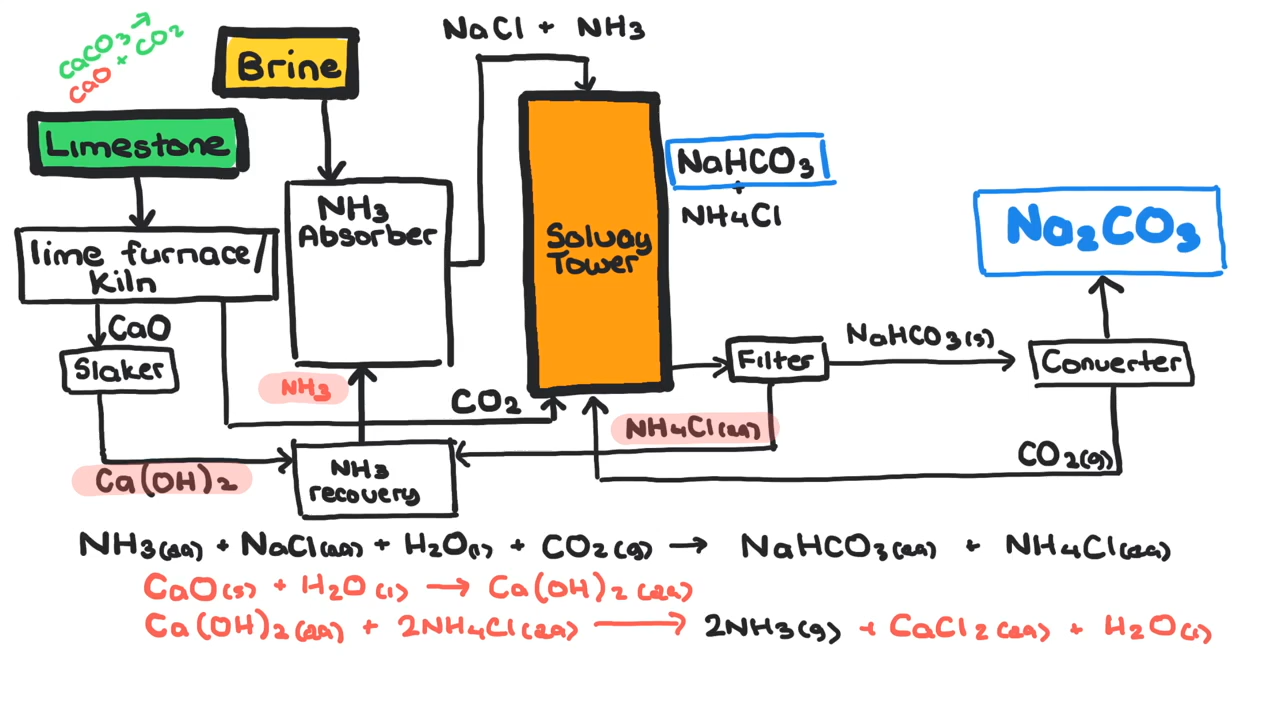 CaCO3 →
CaO + CO2
Brine
NaCl + NH3
Limestone
NH3
Absorber
NaHCO3
+
NH4Cl
Solvay
Tower
Na2CO3
lime furnace/
Kiln
CaO
Slaker
Filter
NaHCO3(s)
Converter
NH3
CO2
NH4Cl(aq)
CO2(g)
Ca(OH)2
NH3
recovery
NH3(aq) + NaCl(aq) + H2O(l) + CO2(g) → NaHCO3(aq) + NH4Cl(aq)
CaO(s) + H2O(l) → Ca(OH)2(aq)
Ca(OH)2(aq) + 2NH4Cl(aq) → 2NH3(g) + CaCl2(aq) + H2O(l)